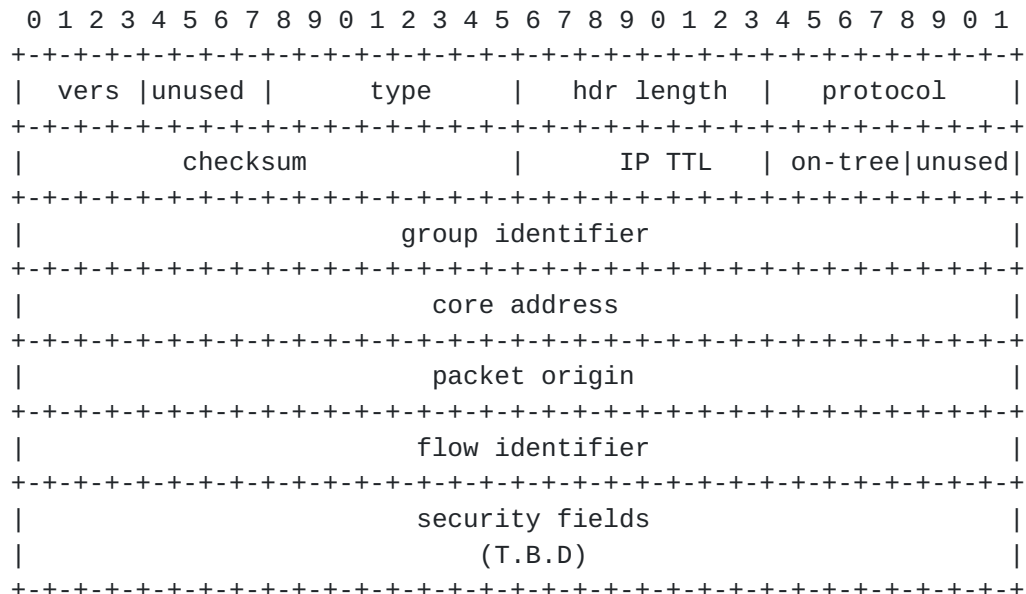 0 1 2 3 4 5 6 7 8 9 0 1 2 3 4 5 6 7 8 9 0 1 2 3 4 5 6 7 8 9 0 1
+-+-+-+-+-+-+-+-+-+-+-+-+-+-+-+-+-+-+-+-+-+-+-+-+-+-+-+-+-+-+-+-+
|  vers |unused |      type     |   hdr length  |   protocol    |
+-+-+-+-+-+-+-+-+-+-+-+-+-+-+-+-+-+-+-+-+-+-+-+-+-+-+-+-+-+-+-+-+
|          checksum             |      IP TTL   | on-tree|unused|
+-+-+-+-+-+-+-+-+-+-+-+-+-+-+-+-+-+-+-+-+-+-+-+-+-+-+-+-+-+-+-+-+
|                        group identifier                       |
+-+-+-+-+-+-+-+-+-+-+-+-+-+-+-+-+-+-+-+-+-+-+-+-+-+-+-+-+-+-+-+-+
|                          core address                         |
+-+-+-+-+-+-+-+-+-+-+-+-+-+-+-+-+-+-+-+-+-+-+-+-+-+-+-+-+-+-+-+-+
|                          packet origin                        |
+-+-+-+-+-+-+-+-+-+-+-+-+-+-+-+-+-+-+-+-+-+-+-+-+-+-+-+-+-+-+-+-+
|                         flow identifier                       |
+-+-+-+-+-+-+-+-+-+-+-+-+-+-+-+-+-+-+-+-+-+-+-+-+-+-+-+-+-+-+-+-+
|                         security fields                       |
|                             (T.B.D)                           |
+-+-+-+-+-+-+-+-+-+-+-+-+-+-+-+-+-+-+-+-+-+-+-+-+-+-+-+-+-+-+-+-+